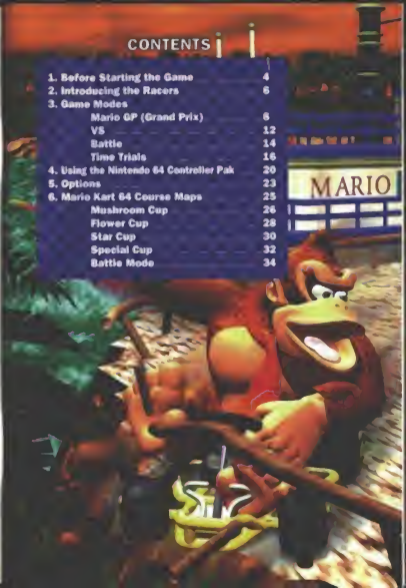 CONTENTS
1. Before Starting the Game 4
2. Introducing the Racers 6
3. Game Modes
Mario GP (Grand Prix) 8
VS 12
Battle 14
Time Trials 16
4. Using the Nintendo 64 Controller Pak 20
5. Options 23
6. Mario Kart 64 Course Maps 25
Mushroom Cup 26
Flower Cup 28
Star Cup 30
Special Cup 32
Battle Mode 34
MARIO